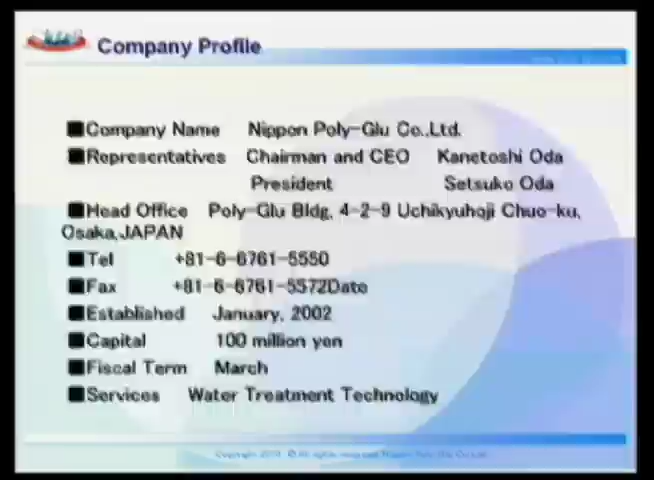 Company Profile
■Company Name Nippon Poly-Glu Co.,Ltd.
■Representatives Chairman and CEO Kanetoshi Oda
President Setsuko Oda
■Head Office Poly-Glu Bldg, 4-2-9 Uchikyuhoji Chuo-ku,
Osaka,JAPAN
■Tel +81-6-6761-5550
■Fax +81-6-6761-5572Date
■Established January, 2002
■Capital 100 million yen
■Fiscal Term March
■Services Water Treatment Technology